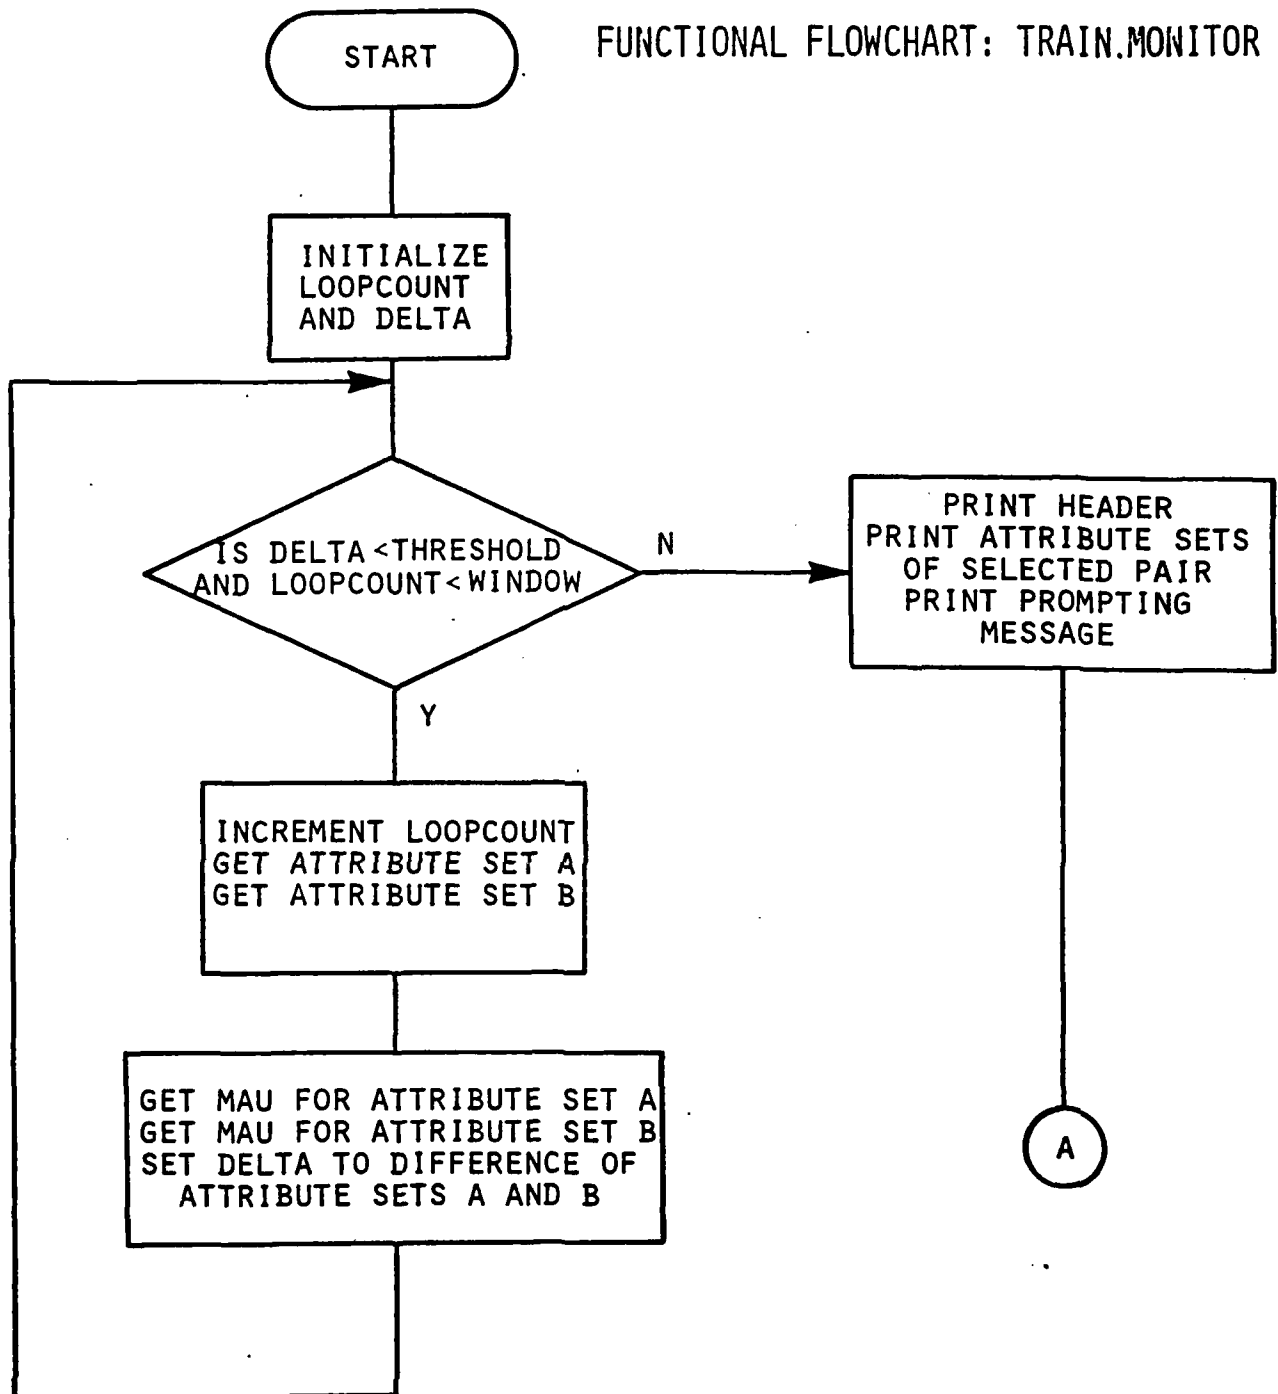 FUNCTIONAL FLOWCHART: TRAIN.MONITOR
START
INITIALIZE
LOOPCOUNT
AND DELTA
IS DELTA<THRESHOLD
AND LOOPCOUNT<WINDOW
N
PRINT HEADER
PRINT ATTRIBUTE SETS
OF SELECTED PAIR
PRINT PROMPTING
MESSAGE
Y
INCREMENT LOOPCOUNT
GET ATTRIBUTE SET A
GET ATTRIBUTE SET B
GET MAU FOR ATTRIBUTE SET A
GET MAU FOR ATTRIBUTE SET B
SET DELTA TO DIFFERENCE OF
ATTRIBUTE SETS A AND B
A